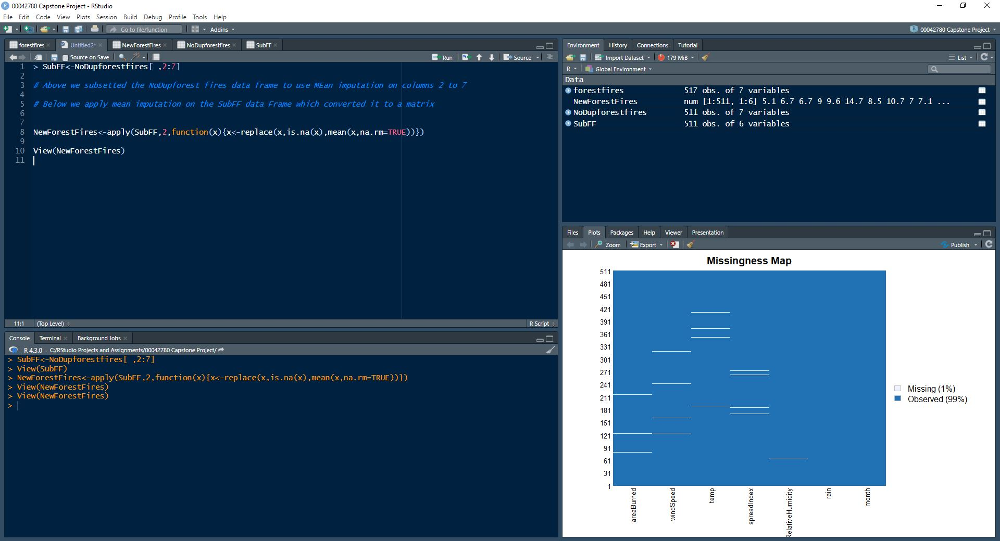 00042780 Capstone Project - RStudio
File Edit Code View Plots Session Build Debug Profile Tools Help
Go to file/function Addins 00042780 Capstone Project
forestfires Untitled2* NewForestFires NoDupforestfires SubFF
Source on Save Run Source
1 > SubFF<-NoDupforestfires[ ,2:7]
2
3 # Above we subsetted the NoDupforest fires data frame to use MEan imputation on columns 2 to 7
4
5 # Below we apply mean imputation on the SubFF data Frame which converted it to a matrix
6
7
8 NewForestFires<-apply(SubFF,2,function(x){x<-replace(x,is.na(x),mean(x,na.rm=TRUE))})
9
10 View(NewForestFires)
11
11:1 (Top Level) R Script
Console Terminal Background Jobs
R 4.3.0 · C:/RStudio Projects and Assignments/00042780 Capstone Project/
> SubFF<-NoDupforestfires[ ,2:7]
> View(SubFF)
> NewForestFires<-apply(SubFF,2,function(x){x<-replace(x,is.na(x),mean(x,na.rm=TRUE))})
> View(NewForestFires)
> View(NewForestFires)
>
Environment History Connections Tutorial
Import Dataset 179 MiB List
R Global Environment
Data
forestfires 517 obs. of 7 variables
NewForestFires num [1:511, 1:6] 5.1 6.7 6.7 9 9.6 14.7 8.5 10.7 7 7.1 ...
NoDupforestfires 511 obs. of 7 variables
SubFF 511 obs. of 6 variables
Files Plots Packages Help Viewer Presentation
Zoom Export Publish
Missingness Map
511
481
451
421
391
361
331
301
271
241
211
181
151
121
91
61
31
1
areaBurned
windSpeed
temp
spreadIndex
RelativeHumidity
rain
month
Missing (1%)
Observed (99%)